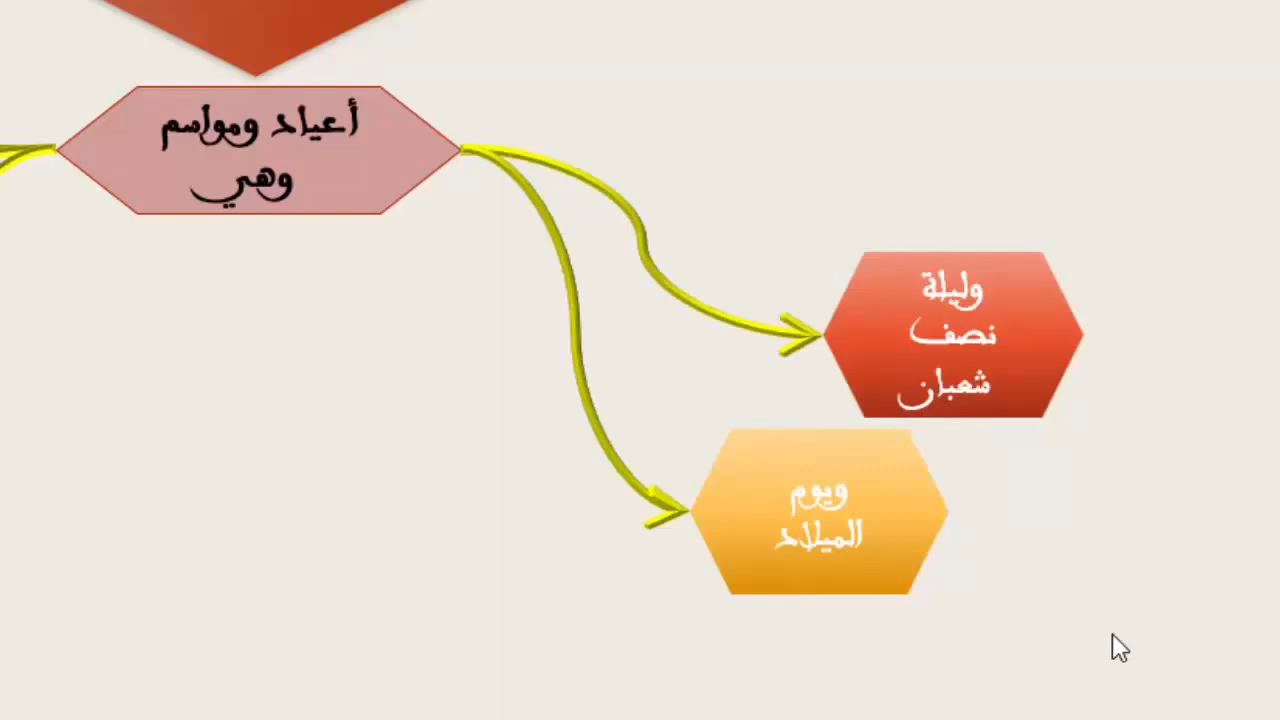 أعياد ومواسم
وهي
وليلة
نصف
شعبان
ويوم
الميلاد